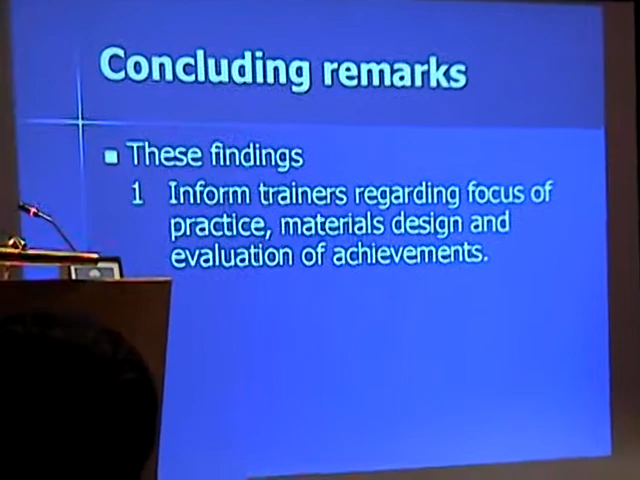 Concluding remarks
These findings
1 Inform trainers regarding focus of
practice, materials design and
evaluation of achievements.